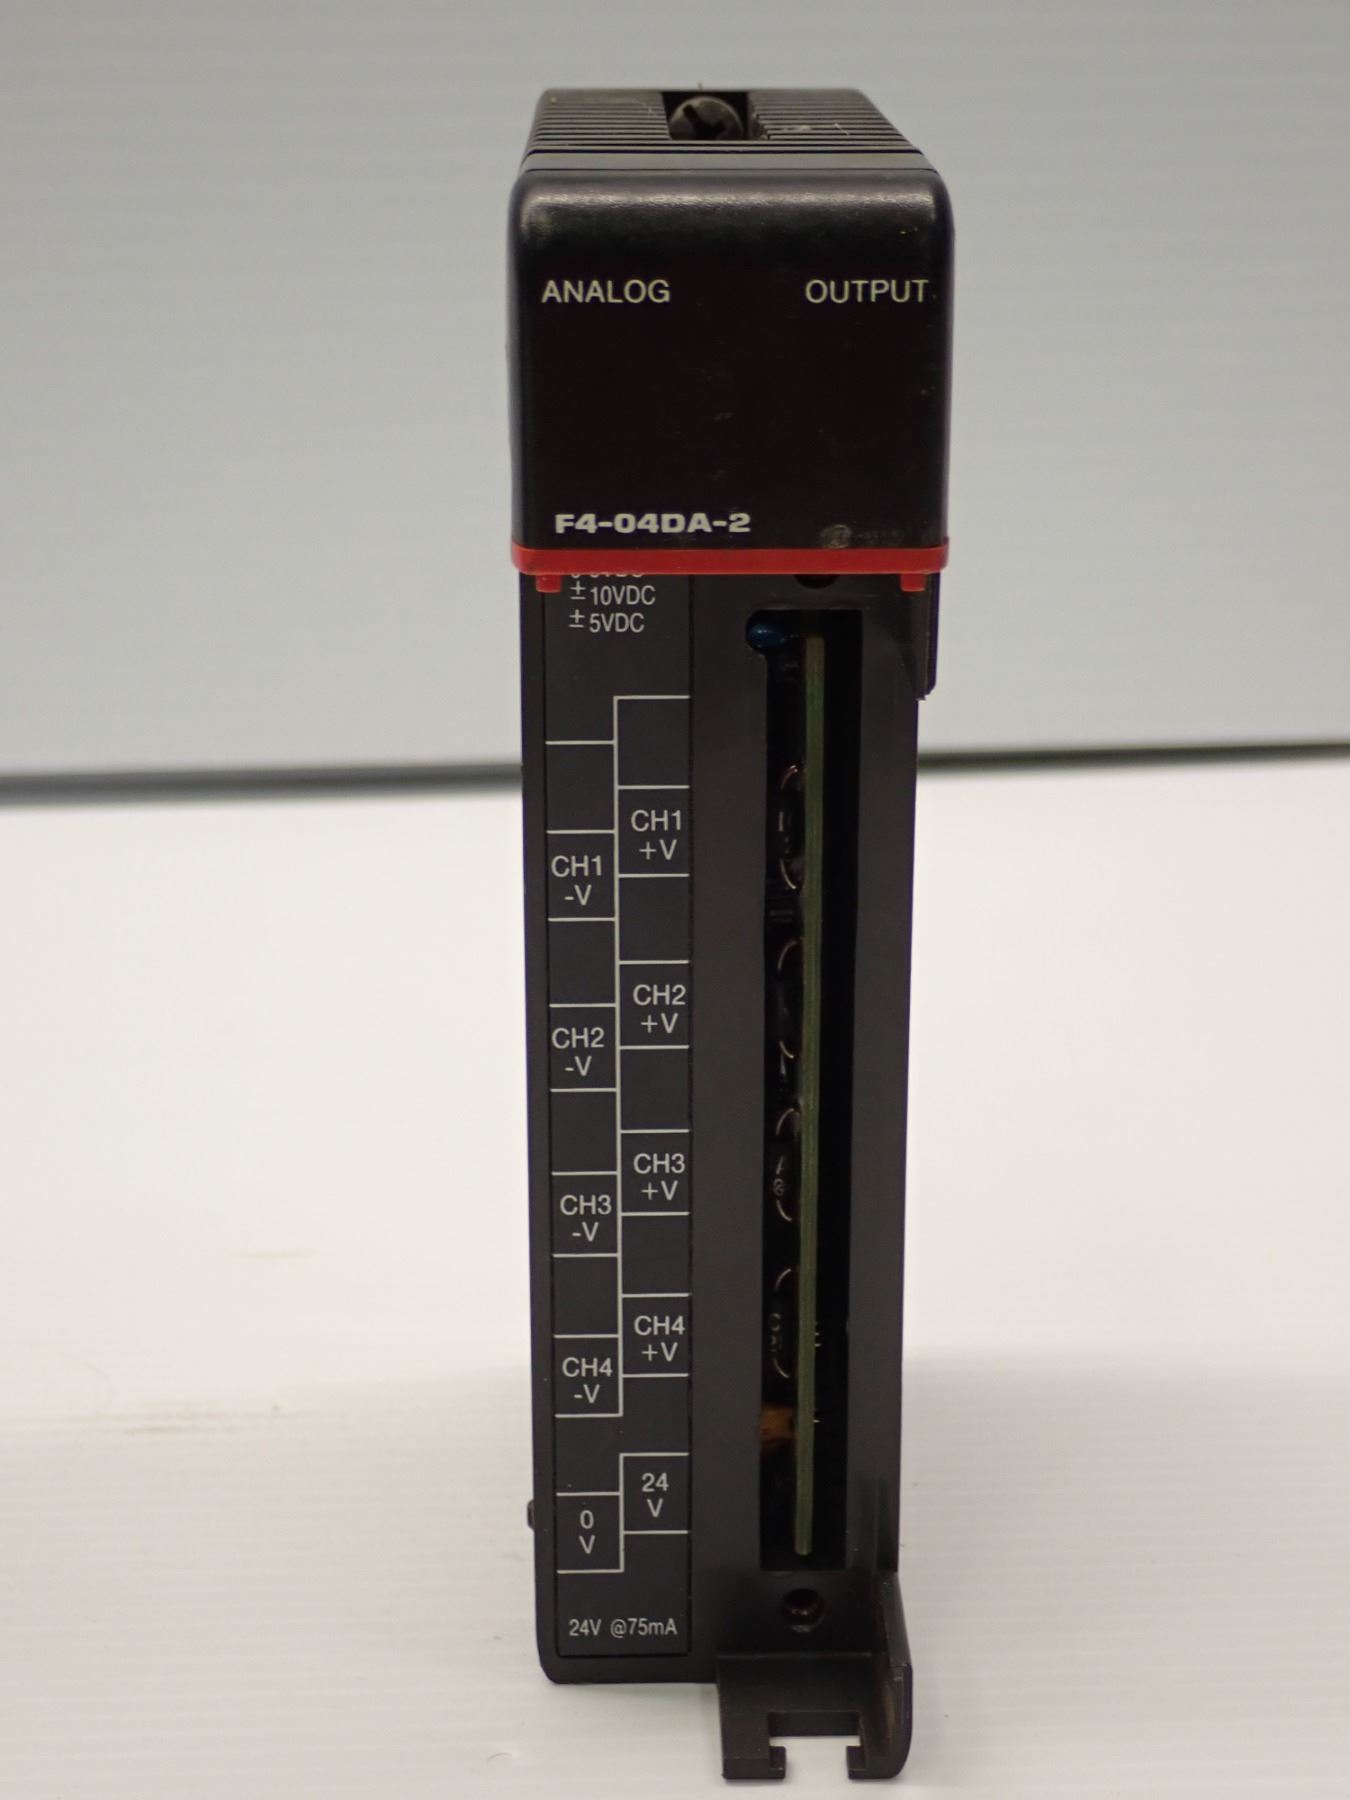 ANALOG OUTPUT
F4-04DA-2
±10VDC
±5VDC
CH1
+V
CH1
-V
CH2
+V
CH2
-V
CH3
+V
CH3
-V
CH4
+V
CH4
-V
24
V
0
V
24V @75mA